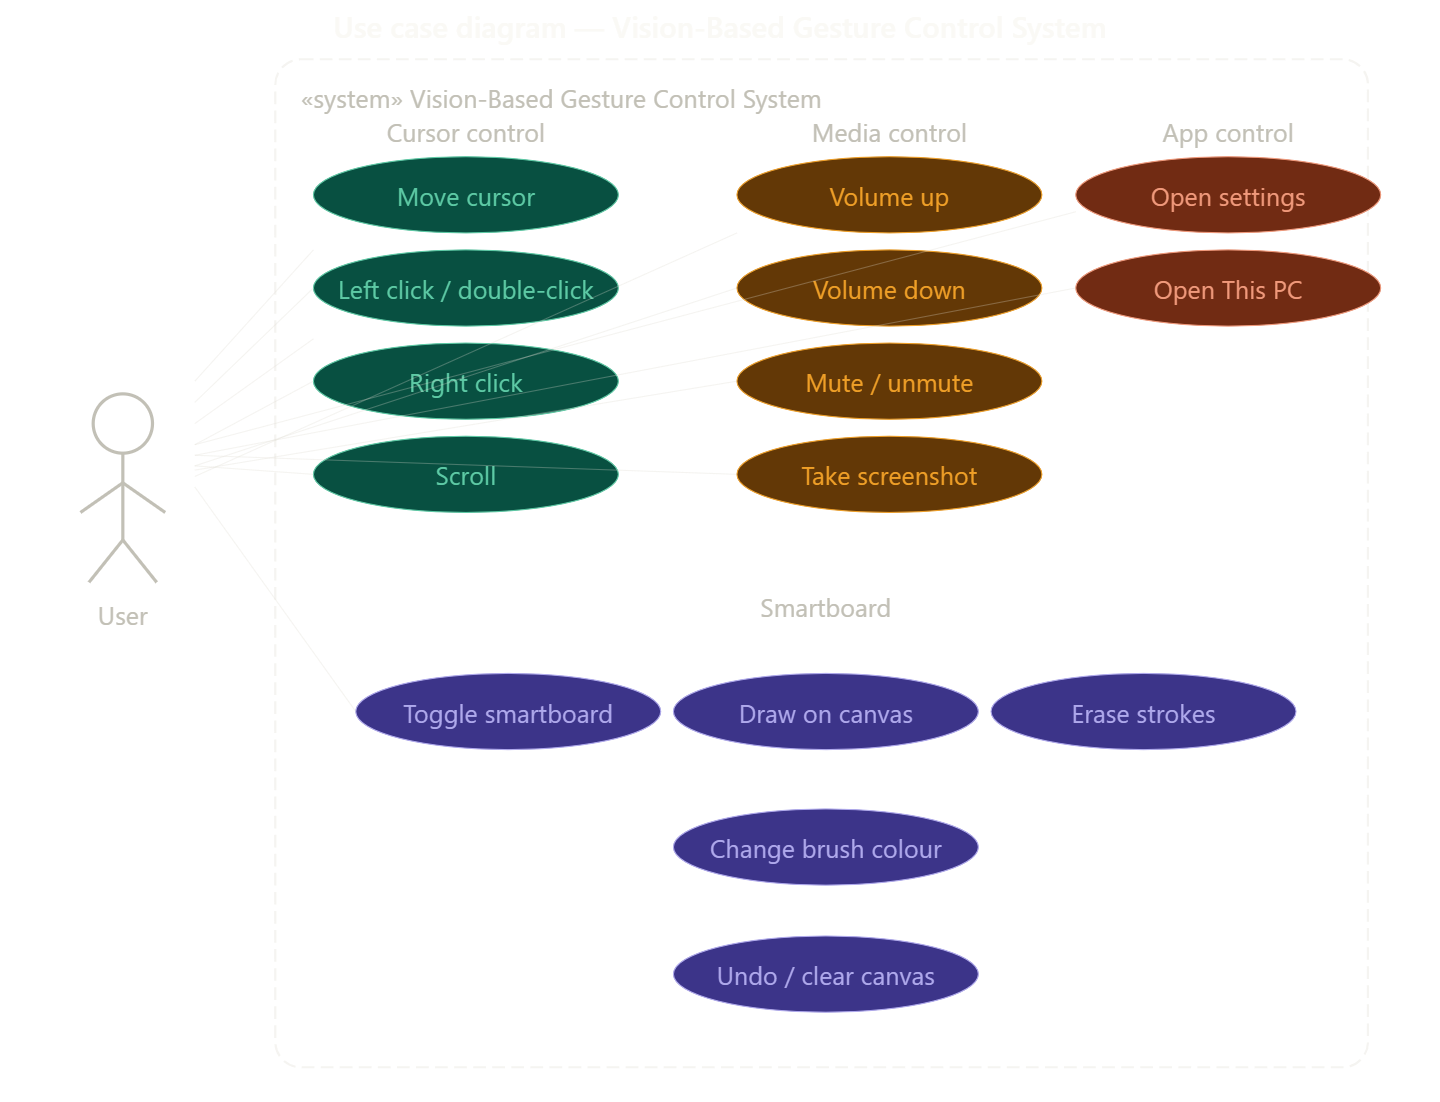 Use case diagram — Vision-Based Gesture Control System
«system» Vision-Based Gesture Control System
Cursor control
Move cursor
Left click / double-click
Right click
Scroll
Media control
Volume up
Volume down
Mute / unmute
Take screenshot
App control
Open settings
Open This PC
User
Smartboard
Toggle smartboard
Draw on canvas
Erase strokes
Change brush colour
Undo / clear canvas